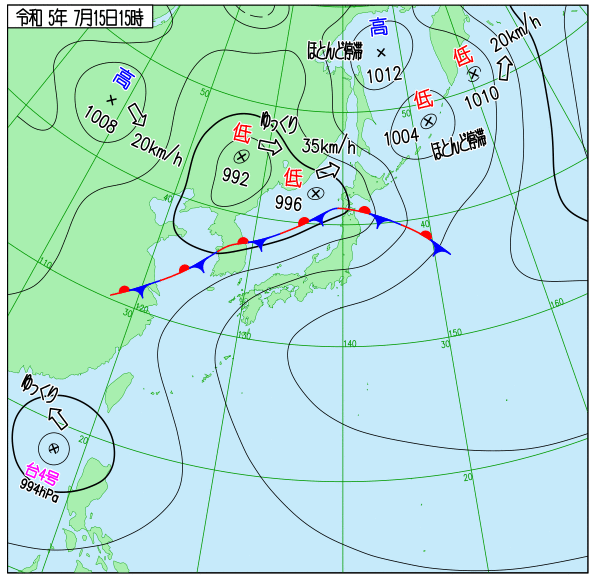 令和 5年 7月15日15時
高
ほとんど停滞
1012
低
20km/h
1010
高
1008
20km/h
低
ゆっくり
992
35km/h
低
996
低
1004
ほとんど停滞
50
50
40
40
110
120
30
130
140
150
30
160
20
20
ゆっくり
台4号
994hPa